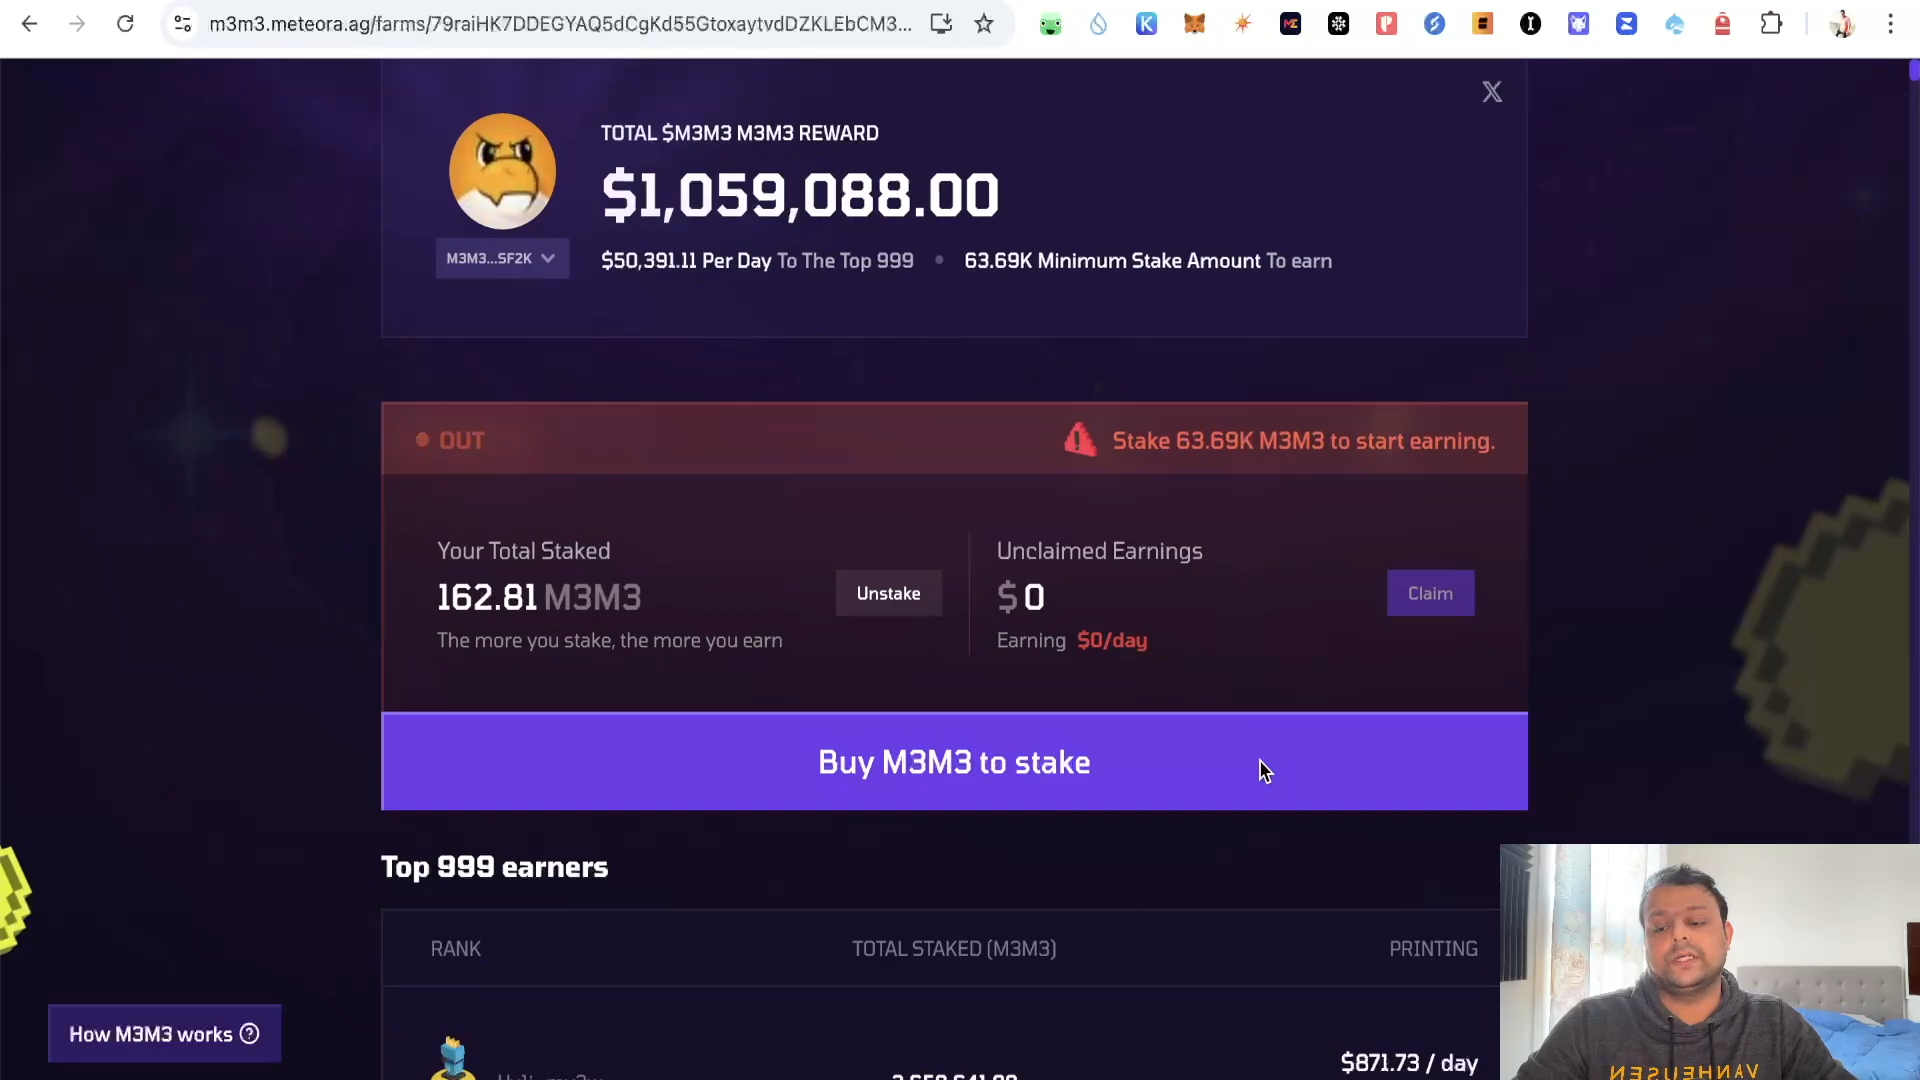 m3m3.meteora.ag/farms/79raiHK7DDEGYAQ5dCgKd55GtoxaytvdDZKLEbCM3...
TOTAL $M3M3 M3M3 REWARD
$1,059,088.00
M3M3...SF2K
$50,391.11 Per Day To The Top 999 • 63.69K Minimum Stake Amount To earn
OUT
Stake 63.69K M3M3 to start earning.
Your Total Staked
162.81 M3M3
Unstake
The more you stake, the more you earn
Unclaimed Earnings
$ 0
Claim
Earning $0/day
Buy M3M3 to stake
Top 999 earners
RANK
TOTAL STAKED (M3M3)
PRINTING
$871.73 / day
How M3M3 works
VANHEUSEN